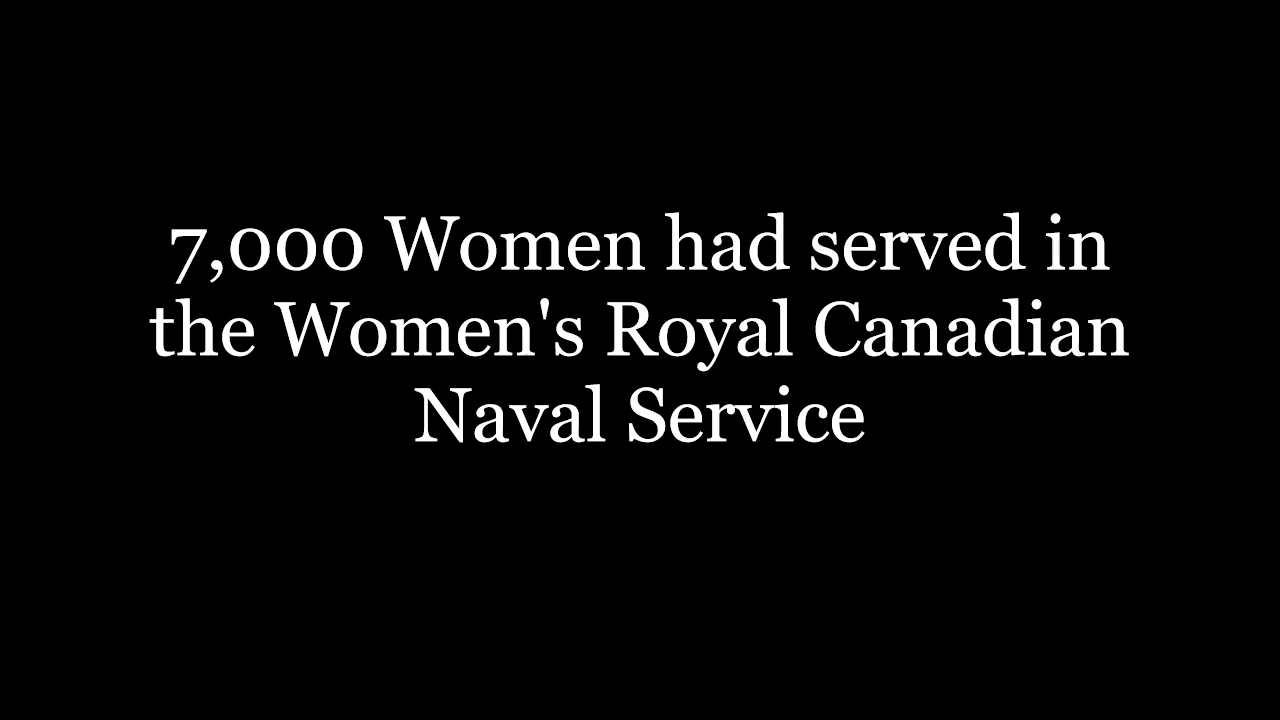 7,000 Women had served in
the Women's Royal Canadian
Naval Service